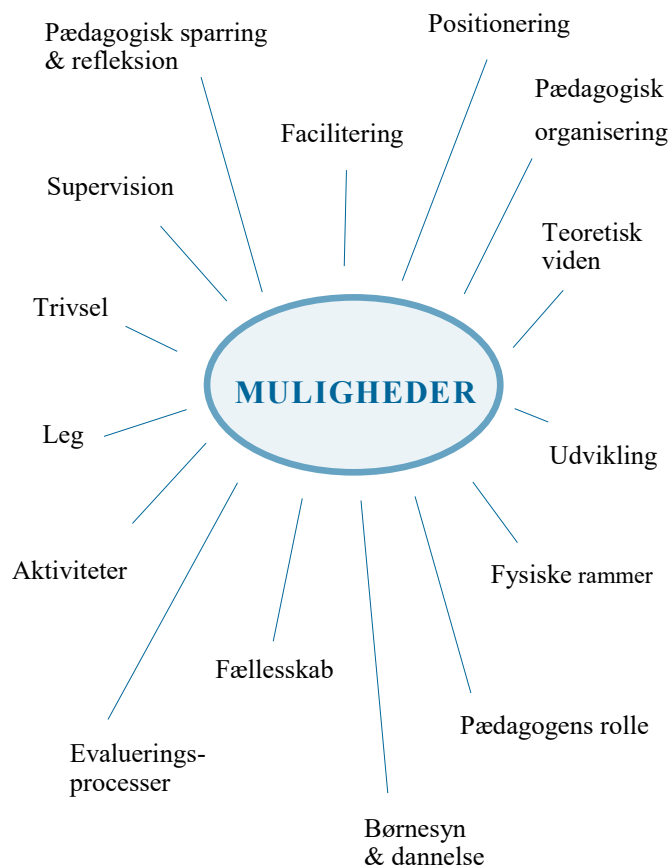 Pædagogisk sparring
& refleksion
Positionering
Pædagogisk
organisering
Facilitering
Supervision
Teoretisk
viden
Trivsel
MULIGHEDER
Leg
Udvikling
Aktiviteter
Fysiske rammer
Fællesskab
Pædagogens rolle
Evaluerings-
processer
Børnesyn
& dannelse